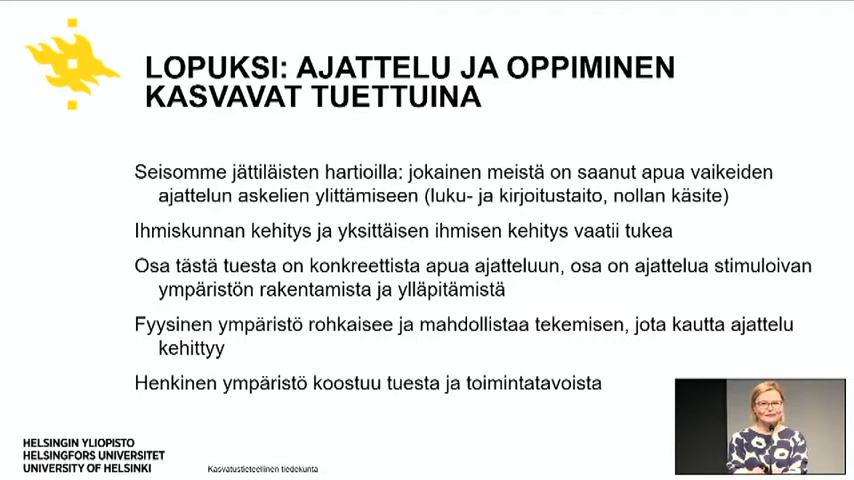 LOPUKSI: AJATTELU JA OPPIMINEN
KASVAVAT TUETTUINA
Seisomme jättiläisten hartioilla: jokainen meistä on saanut apua vaikeiden
ajattelun askelien ylittämiseen (luku- ja kirjoitustaito, nollan käsite)
Ihmiskunnan kehitys ja yksittäisen ihmisen kehitys vaatii tukea
Osa tästä tuesta on konkreettista apua ajatteluun, osa on ajattelua stimuloivan
ympäristön rakentamista ja ylläpitämistä
Fyysinen ympäristö rohkaisee ja mahdollistaa tekemisen, jota kautta ajattelu
kehittyy
Henkinen ympäristö koostuu tuesta ja toimintatavoista
HELSINGIN YLIOPISTO
HELSINGFORS UNIVERSITET
UNIVERSITY OF HELSINKI
Kasvatustieteellinen tiedekunta